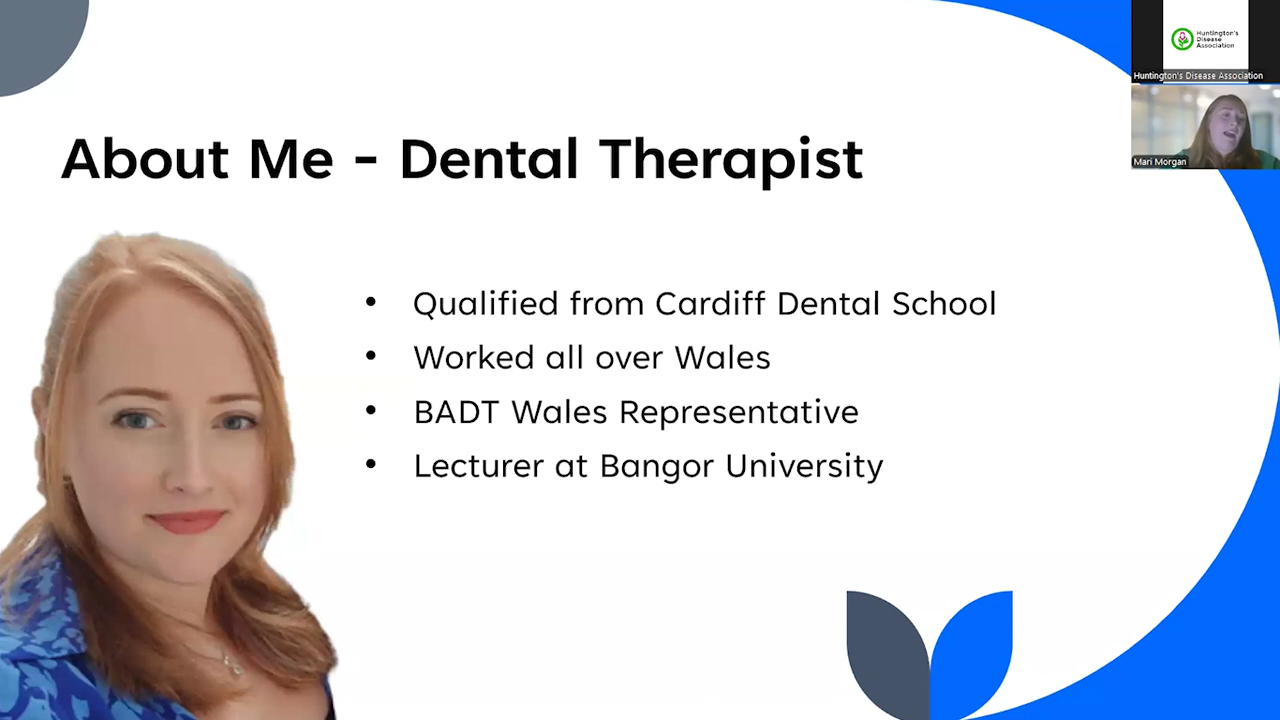 About Me - Dental Therapist
• Qualified from Cardiff Dental School
• Worked all over Wales
• BADT Wales Representative
• Lecturer at Bangor University
Huntington's
Disease
Association
Huntington's Disease Association
Mari Morgan